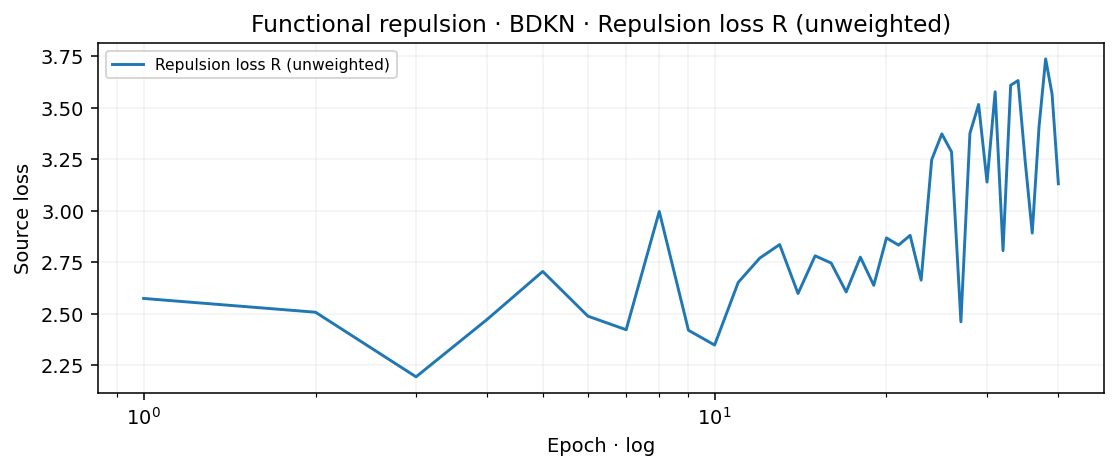 Functional repulsion · BDKN · Repulsion loss R (unweighted)
Repulsion loss R (unweighted)
Source loss
3.75
3.50
3.25
3.00
2.75
2.50
2.25
10⁰ 10¹
Epoch · log